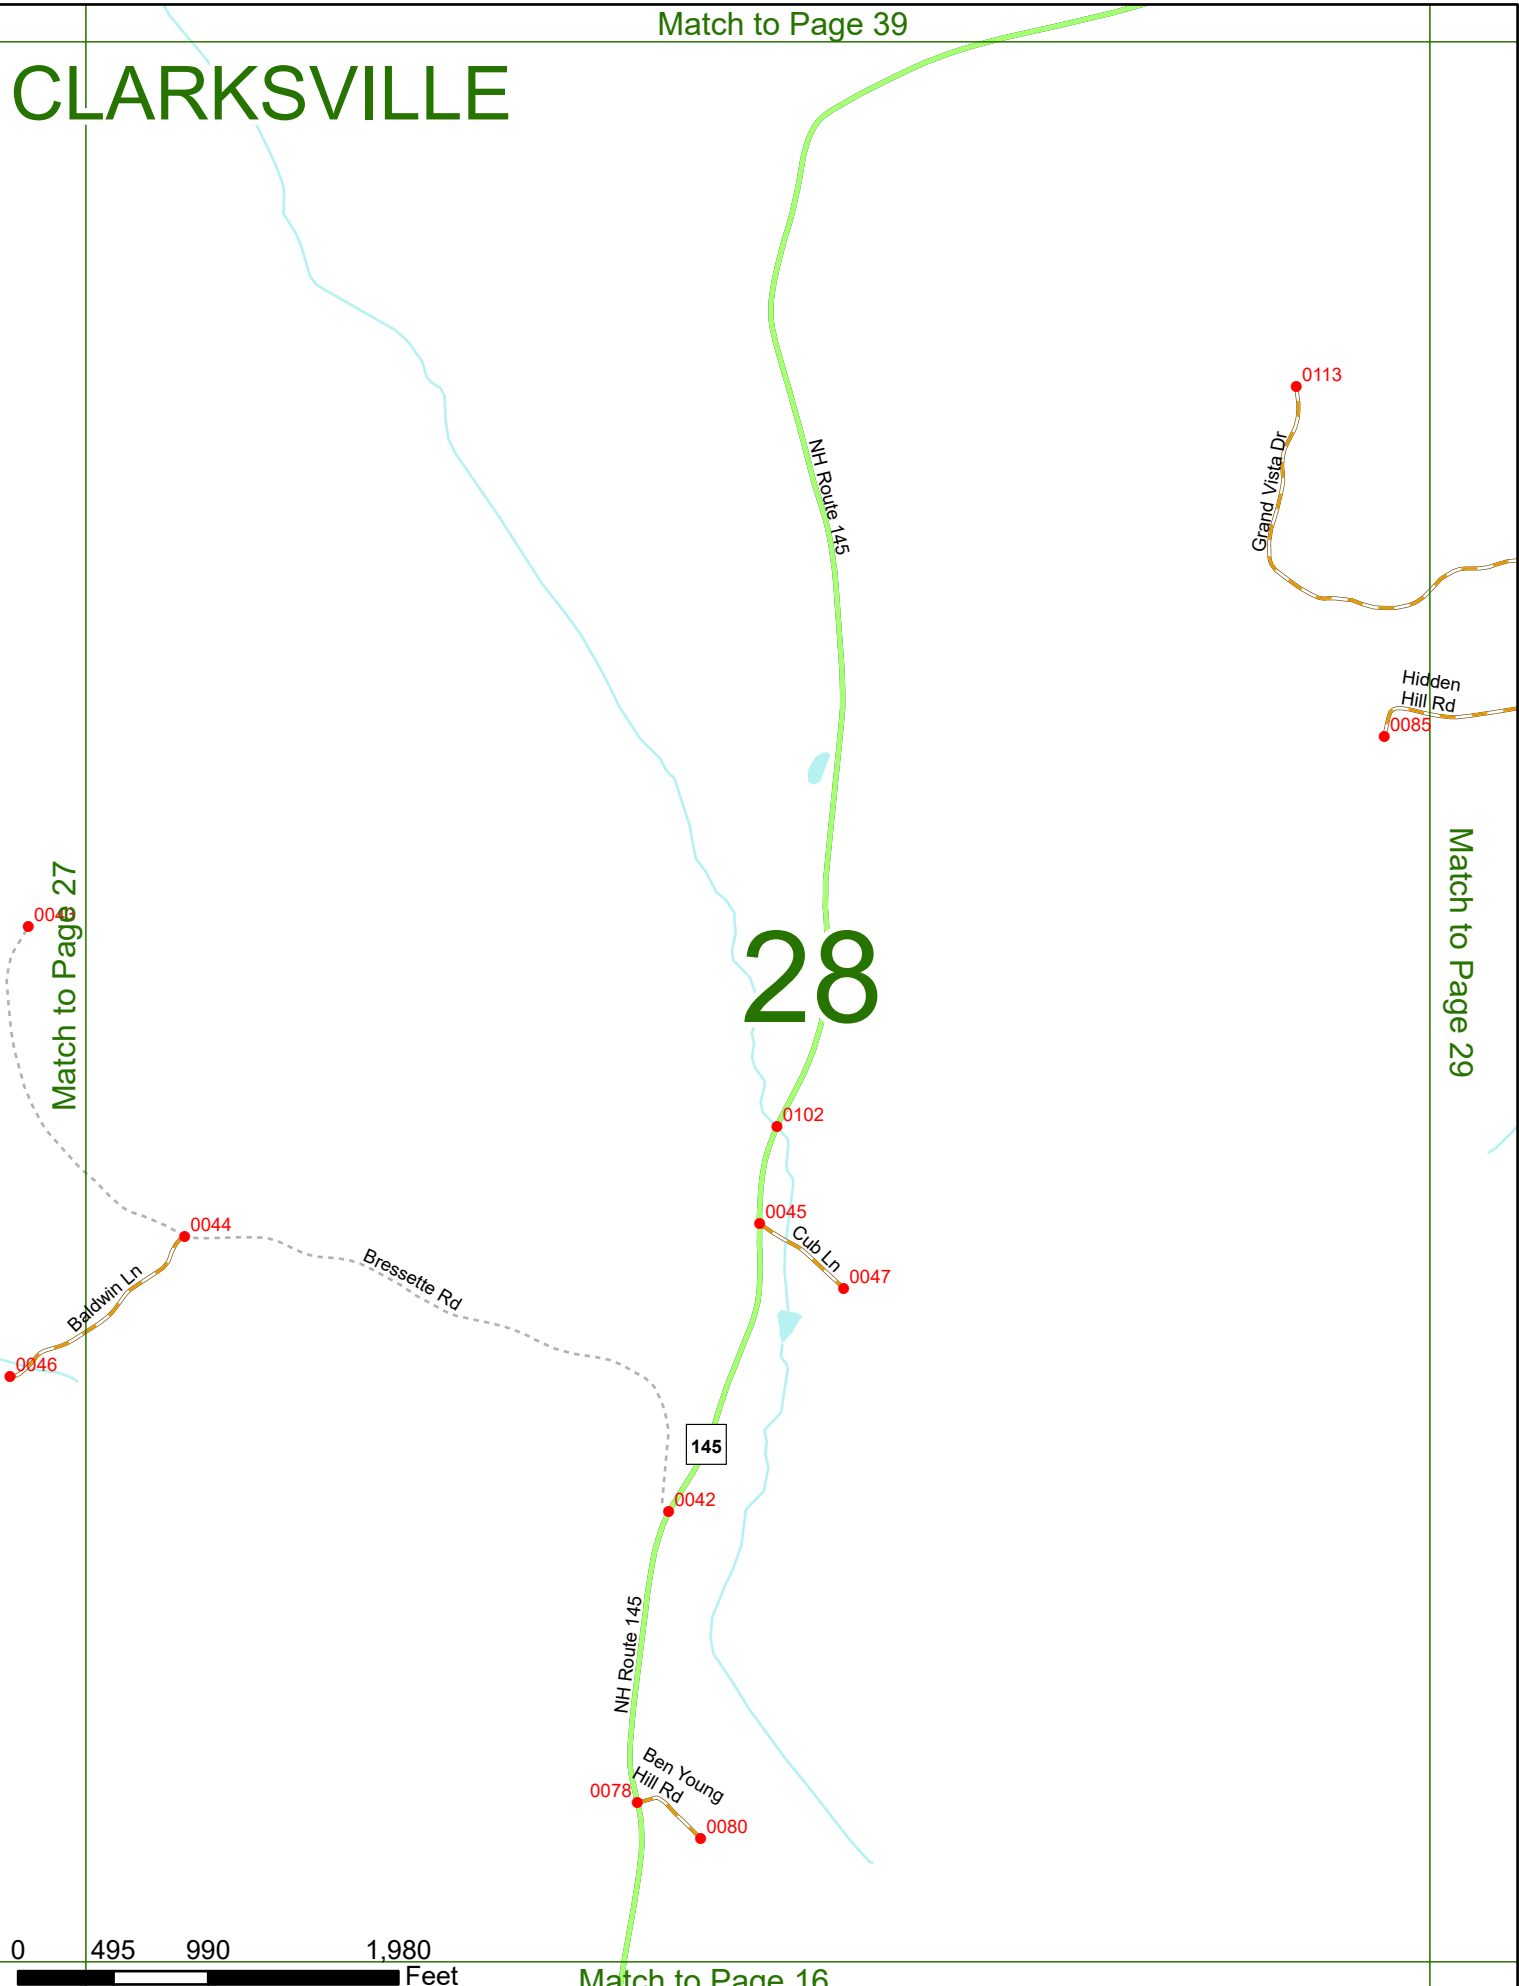 Match to Page 39
CLARKSVILLE
0113
NH Route 145
Grand Vista Dr
Hidden
Hill Rd
0085
Match to Page 27
Match to Page 29
28
0102
0045
0044
Cub Ln
Bressette Rd
0047
Baldwin Ln
0046
145
0042
NH Route 145
Ben Young
Hill Rd
0078
0080
0 495 990 1,980
Feet
Match to Page 16